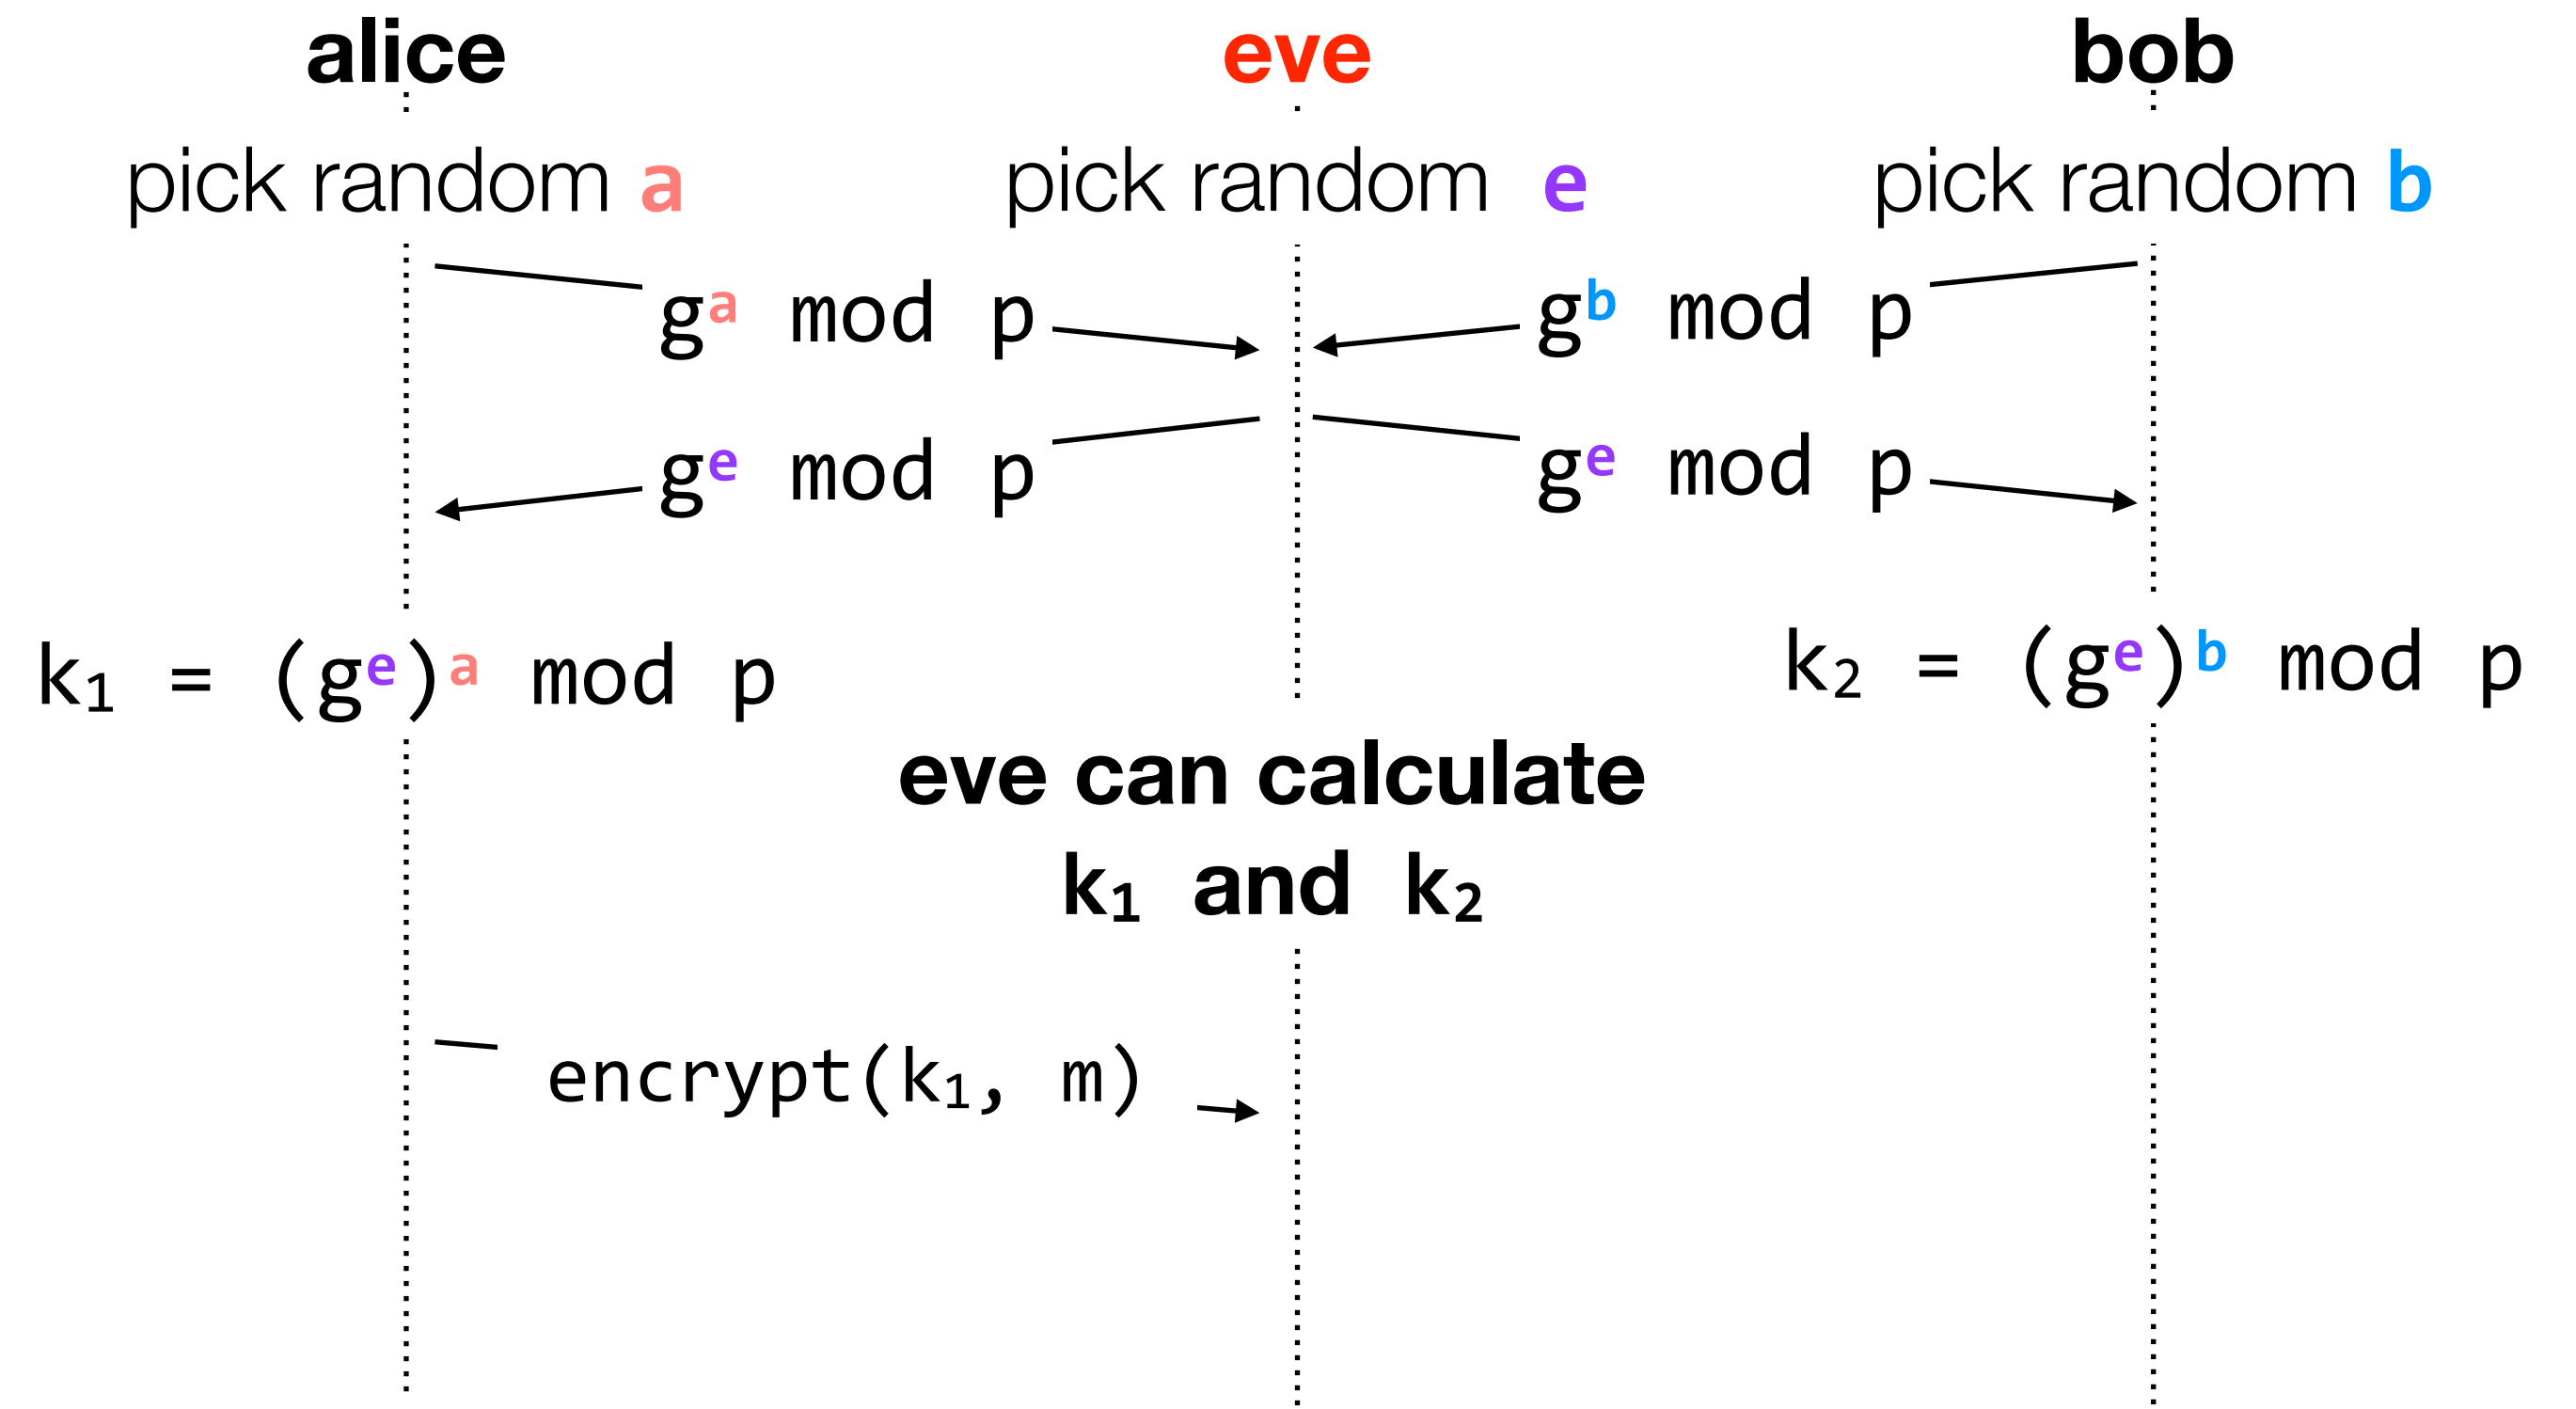 alice eve bob
pick random a pick random e pick random b
gᵃ mod p gᵇ mod p
gᵉ mod p gᵉ mod p
k₁ = (gᵉ)ᵃ mod p k₂ = (gᵉ)ᵇ mod p
eve can calculate
k₁ and k₂
encrypt(k₁, m)